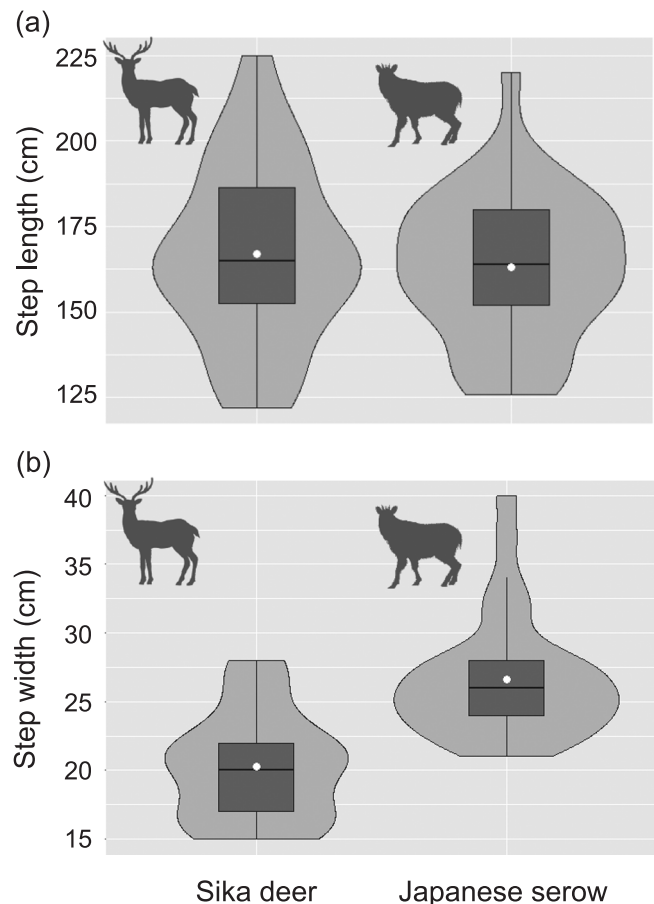 (a)
Step length (cm)
225
200
175
150
125
(b)
Step width (cm)
40
35
30
25
20
15
Sika deer
Japanese serow